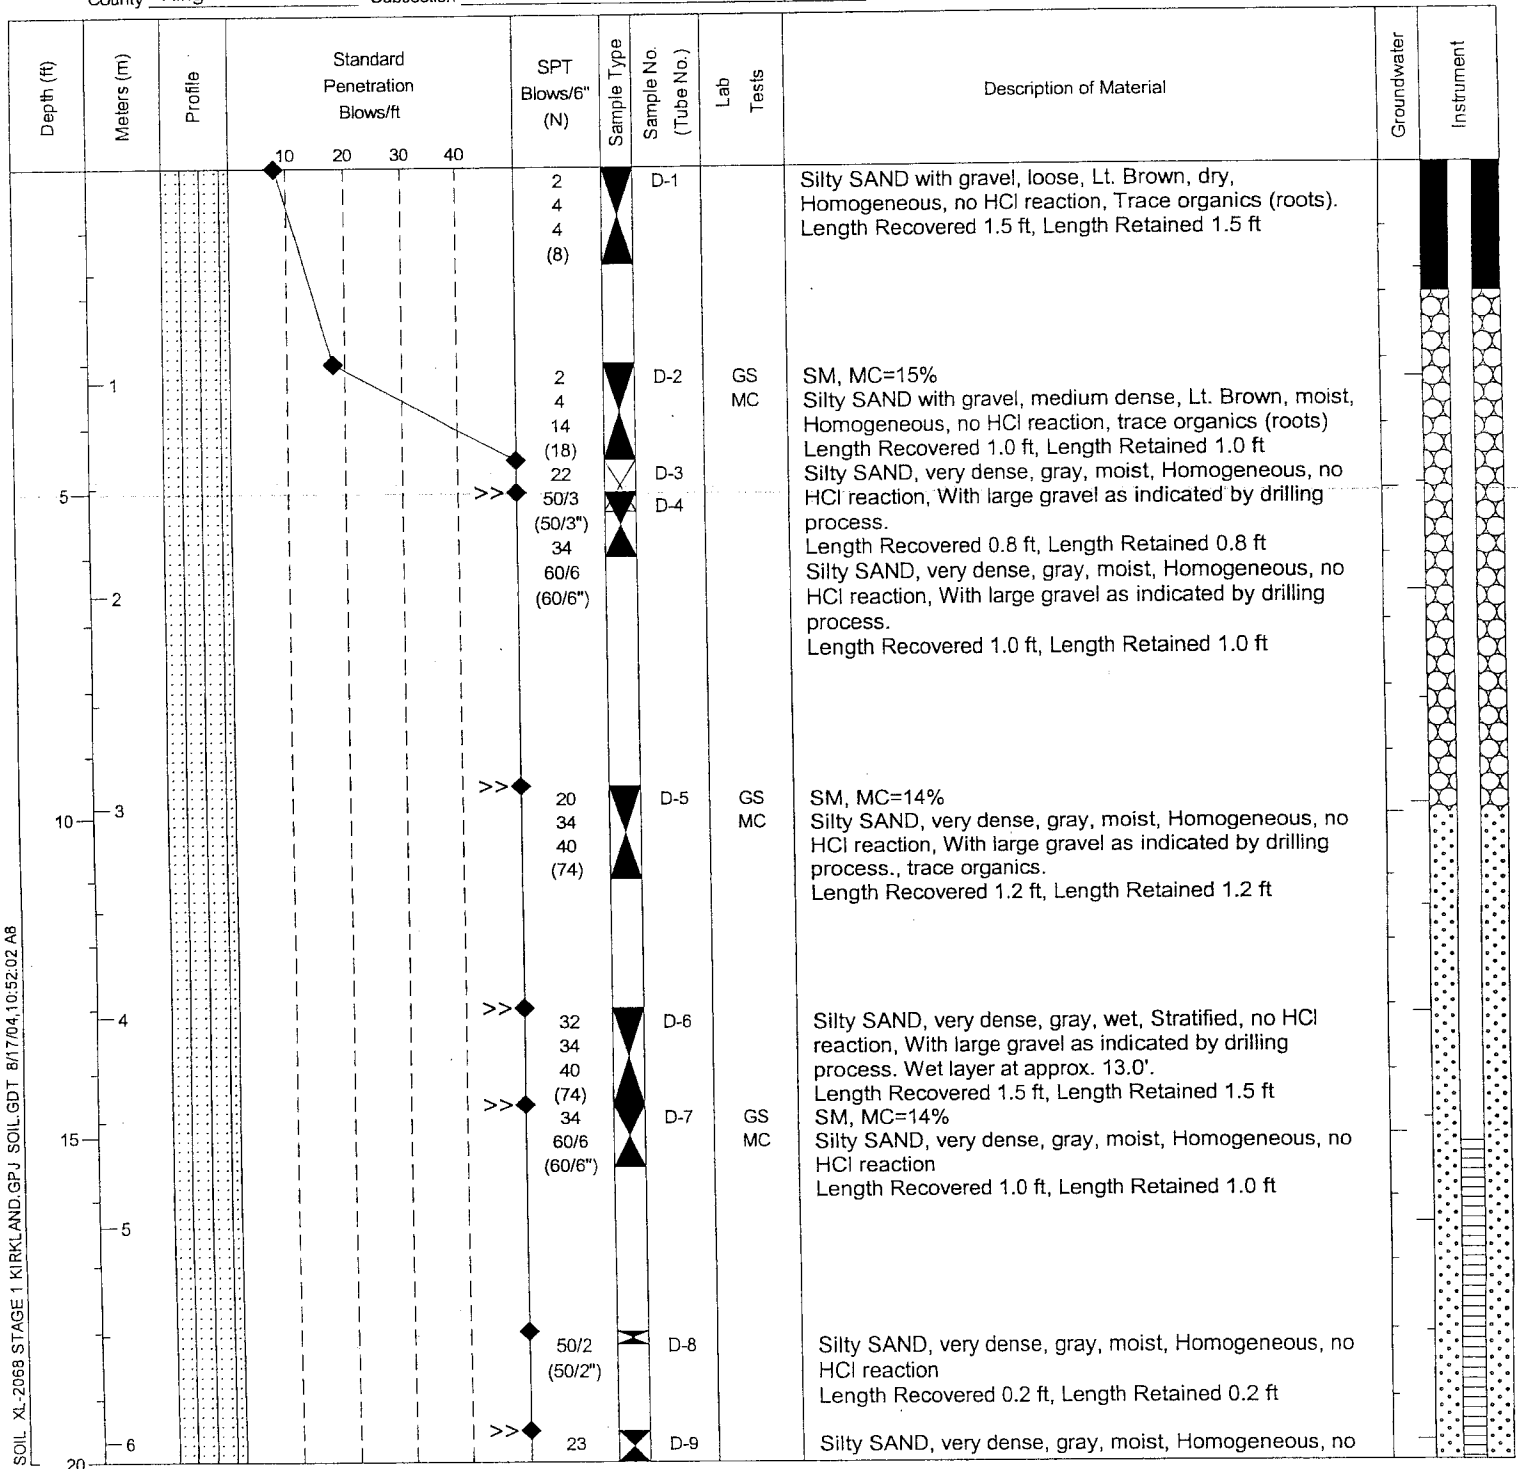 Depth (ft)
Meters (m)
Profile
Standard
Penetration
Blows/ft
10 20 30 40
SPT
Blows/6"
(N)
Sample Type
Sample No.
(Tube No.)
Lab
Tests
Description of Material
Groundwater
Instrument
2 D-1 Silty SAND with gravel, loose, Lt. Brown, dry,
4 Homogeneous, no HCl reaction, Trace organics (roots).
4 Length Recovered 1.5 ft, Length Retained 1.5 ft
(8)
1 2 D-2 GS SM, MC=15%
4 MC Silty SAND with gravel, medium dense, Lt. Brown, moist,
14 Homogeneous, no HCl reaction, trace organics (roots)
(18) Length Recovered 1.0 ft, Length Retained 1.0 ft
22 D-3 Silty SAND, very dense, gray, moist, Homogeneous, no
5 >> 50/3 D-4 HCl reaction, With large gravel as indicated by drilling
(50/3") process.
34 Length Recovered 0.8 ft, Length Retained 0.8 ft
60/6 Silty SAND, very dense, gray, moist, Homogeneous, no
2 (60/6") HCl reaction, With large gravel as indicated by drilling
process.
Length Recovered 1.0 ft, Length Retained 1.0 ft
>> 20 D-5 GS SM, MC=14%
10 3 34 MC Silty SAND, very dense, gray, moist, Homogeneous, no
40 HCl reaction, With large gravel as indicated by drilling
(74) process., trace organics.
Length Recovered 1.2 ft, Length Retained 1.2 ft
>> 4 32 D-6 Silty SAND, very dense, gray, wet, Stratified, no HCl
34 reaction, With large gravel as indicated by drilling
40 process. Wet layer at approx. 13.0'.
(74) Length Recovered 1.5 ft, Length Retained 1.5 ft
>> 34 D-7 GS SM, MC=14%
15 60/6 MC Silty SAND, very dense, gray, moist, Homogeneous, no
(60/6") HCl reaction
Length Recovered 1.0 ft, Length Retained 1.0 ft
5
50/2 D-8 Silty SAND, very dense, gray, moist, Homogeneous, no
(50/2") HCl reaction
Length Recovered 0.2 ft, Length Retained 0.2 ft
>> 6 23 D-9 Silty SAND, very dense, gray, moist, Homogeneous, no
20
SOIL XL-2068 STAGE 1 KIRKLAND.GPJ SOIL.GDT 8/17/04,10:52:02 A8